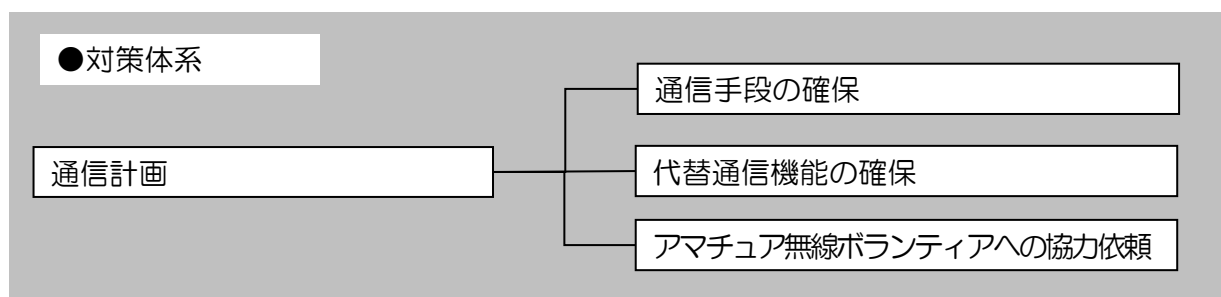 ●対策体系
通信手段の確保
通信計画
代替通信機能の確保
アマチュア無線ボランティアへの協力依頼